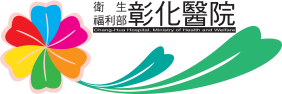 衛生
福利部彰化醫院
Chang-Hua Hospital, Ministry of Health and Welfare